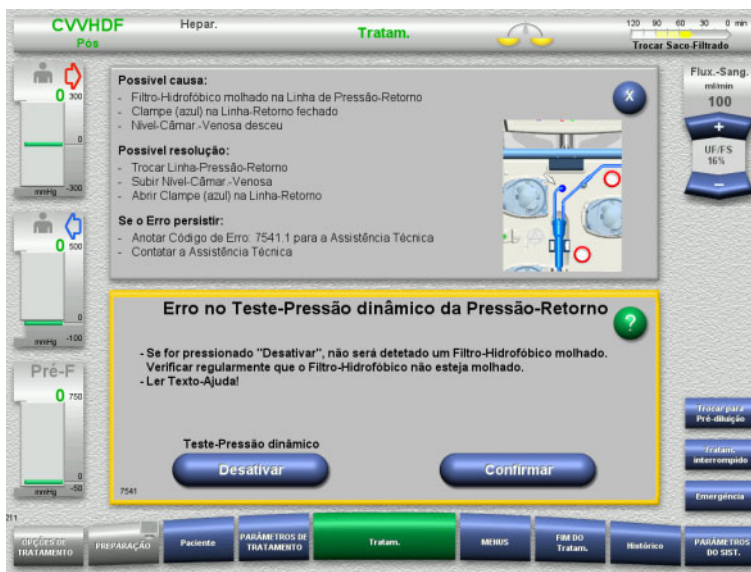 CVVHDF
Pós
Hepar.
Tratam.
120 90 60 30 0 min
Trocar Saco-Filtrado
0 300
0
mmHg -300
0 500
0
mmHg -100
Pré-F
0 750
0
mmHg -50
Possivel causa:
- Filtro-Hidrofóbico molhado na Linha de Pressão-Retorno
- Clampe (azul) na Linha-Retorno fechado
- Nível-Câmar.-Venosa desceu
Possivel resolução:
- Trocar Linha-Pressão-Retorno
- Subir Nível-Câmar.-Venosa
- Abrir Clampe (azul) na Linha-Retorno
Se o Erro persistir:
- Anotar Código de Erro: 7541.1 para a Assistência Técnica
- Contatar a Assistência Técnica
X
Flux.-Sang.
ml/min
100
+
UF/FS
16%
-
Erro no Teste-Pressão dinâmico da Pressão-Retorno
?
- Se for pressionado "Desativar", não será detetado um Filtro-Hidrofóbico molhado.
Verificar regularmente que o Filtro-Hidrofóbico não esteja molhado.
- Ler Texto-Ajuda!
Teste-Pressão dinâmico
Desativar
Confirmar
7541
Trocar para
Pré-diluição
Tratam.
interrompido
Emergência
211
OPÇÕES DE
TRATAMENTO
PREPARAÇÃO
Paciente
PARÂMETROS DE
TRATAMENTO
Tratam.
MENUS
FIM DO
Tratam.
Histórico
PARÂMETROS
DO SIST.